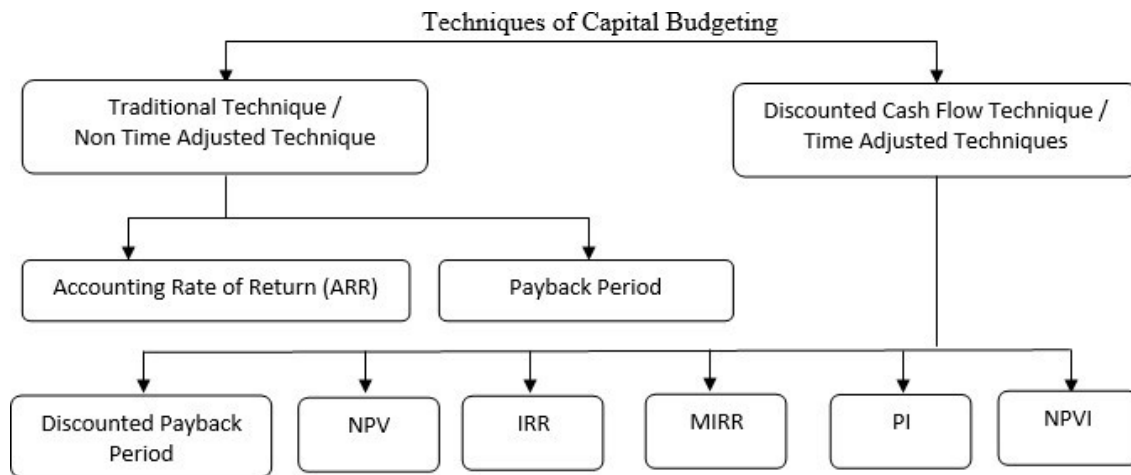 Techniques of Capital Budgeting
Traditional Technique /
Non Time Adjusted Technique
Discounted Cash Flow Technique /
Time Adjusted Techniques
Accounting Rate of Return (ARR)
Payback Period
Discounted Payback
Period
NPV
IRR
MIRR
PI
NPVI